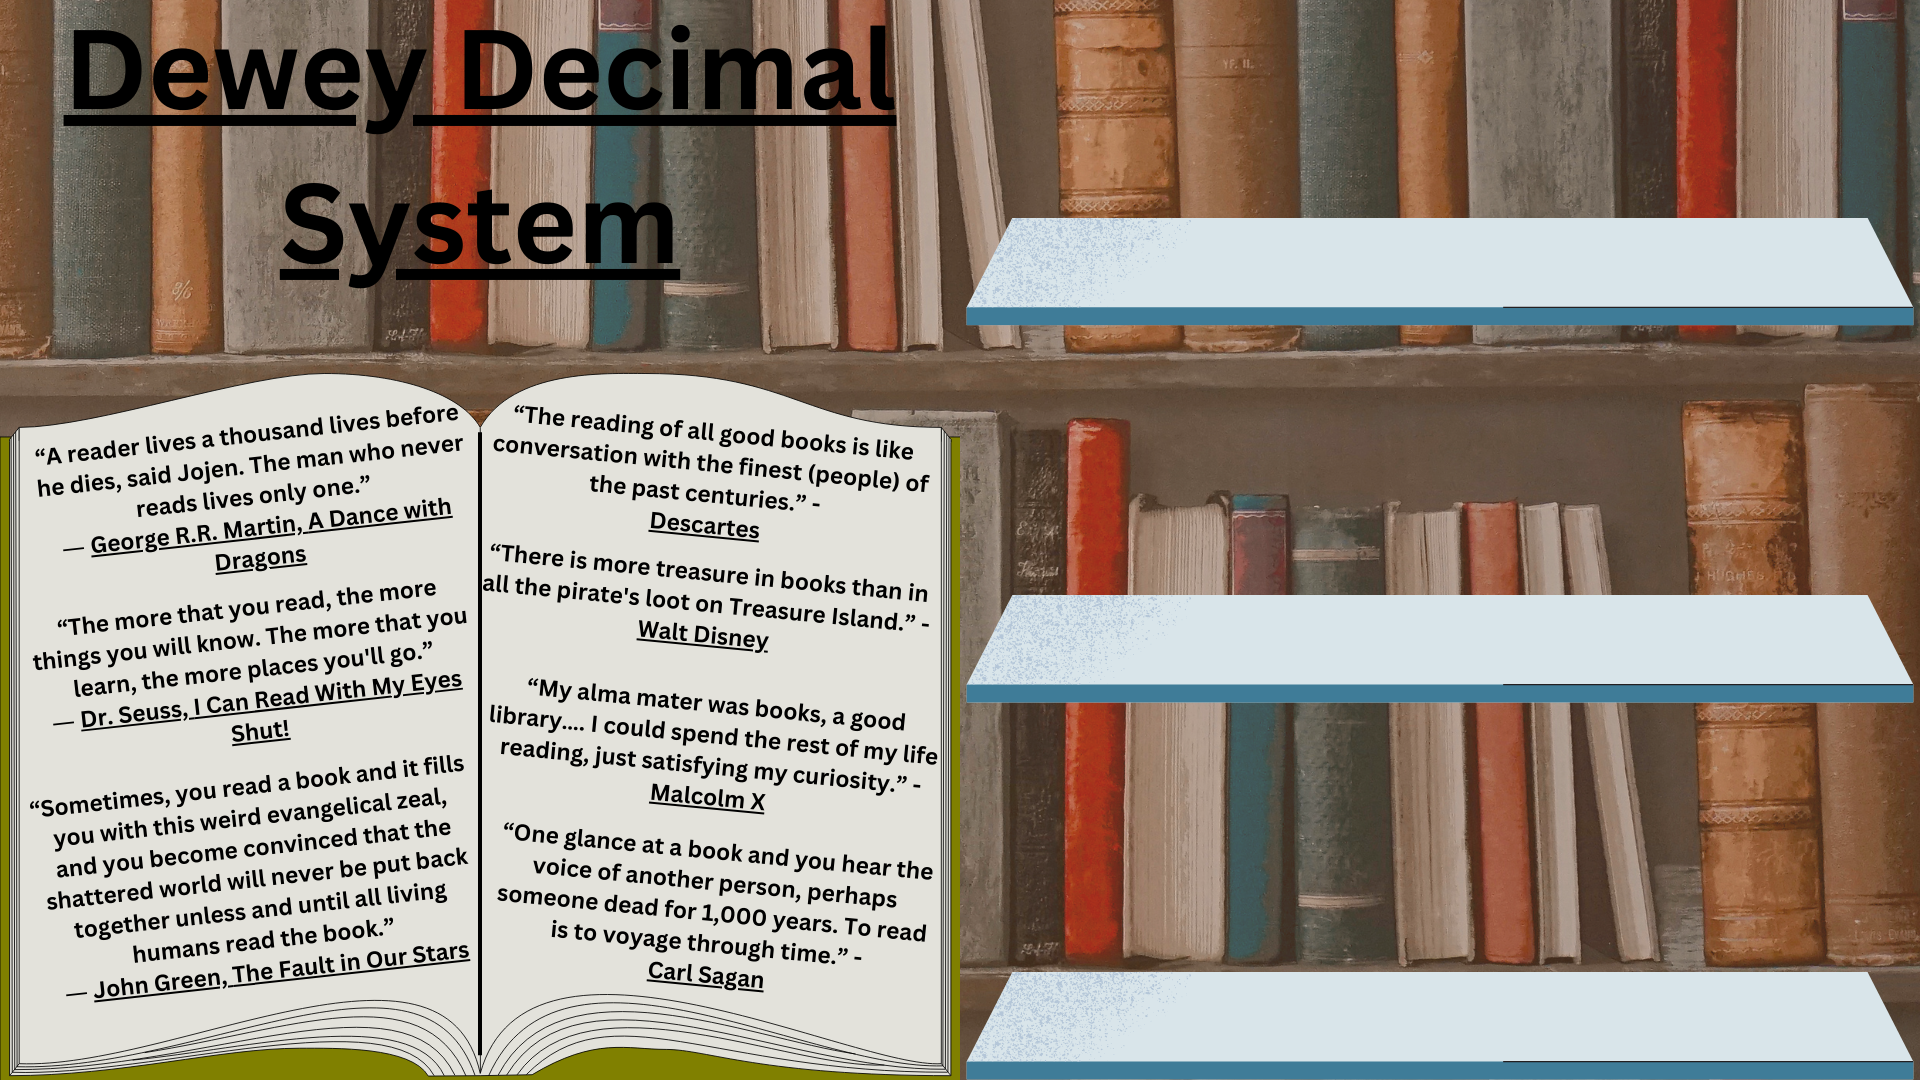 Dewey Decimal
System
“A reader lives a thousand lives before
he dies, said Jojen. The man who never
reads lives only one.”
— George R.R. Martin, A Dance with
Dragons
“The more that you read, the more
things you will know. The more that you
learn, the more places you'll go.”
— Dr. Seuss, I Can Read With My Eyes
Shut!
“Sometimes, you read a book and it fills
you with this weird evangelical zeal,
and you become convinced that the
shattered world will never be put back
together unless and until all living
humans read the book.”
— John Green, The Fault in Our Stars
“The reading of all good books is like
conversation with the finest (people) of
the past centuries.” -
Descartes
“There is more treasure in books than in
all the pirate's loot on Treasure Island.” -
Walt Disney
“My alma mater was books, a good
library.... I could spend the rest of my life
reading, just satisfying my curiosity.” -
Malcolm X
“One glance at a book and you hear the
voice of another person, perhaps
someone dead for 1,000 years. To read
is to voyage through time.” -
Carl Sagan